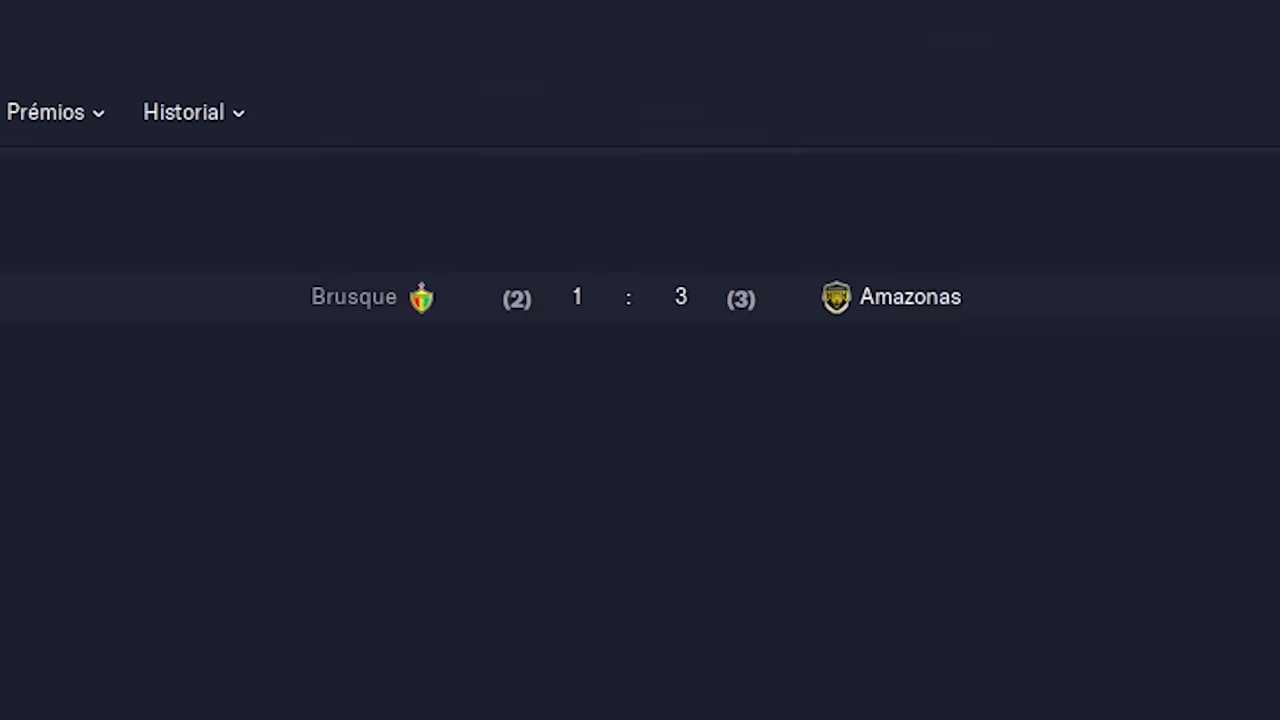 Prémios Historial
Brusque (2) 1 : 3 (3) Amazonas